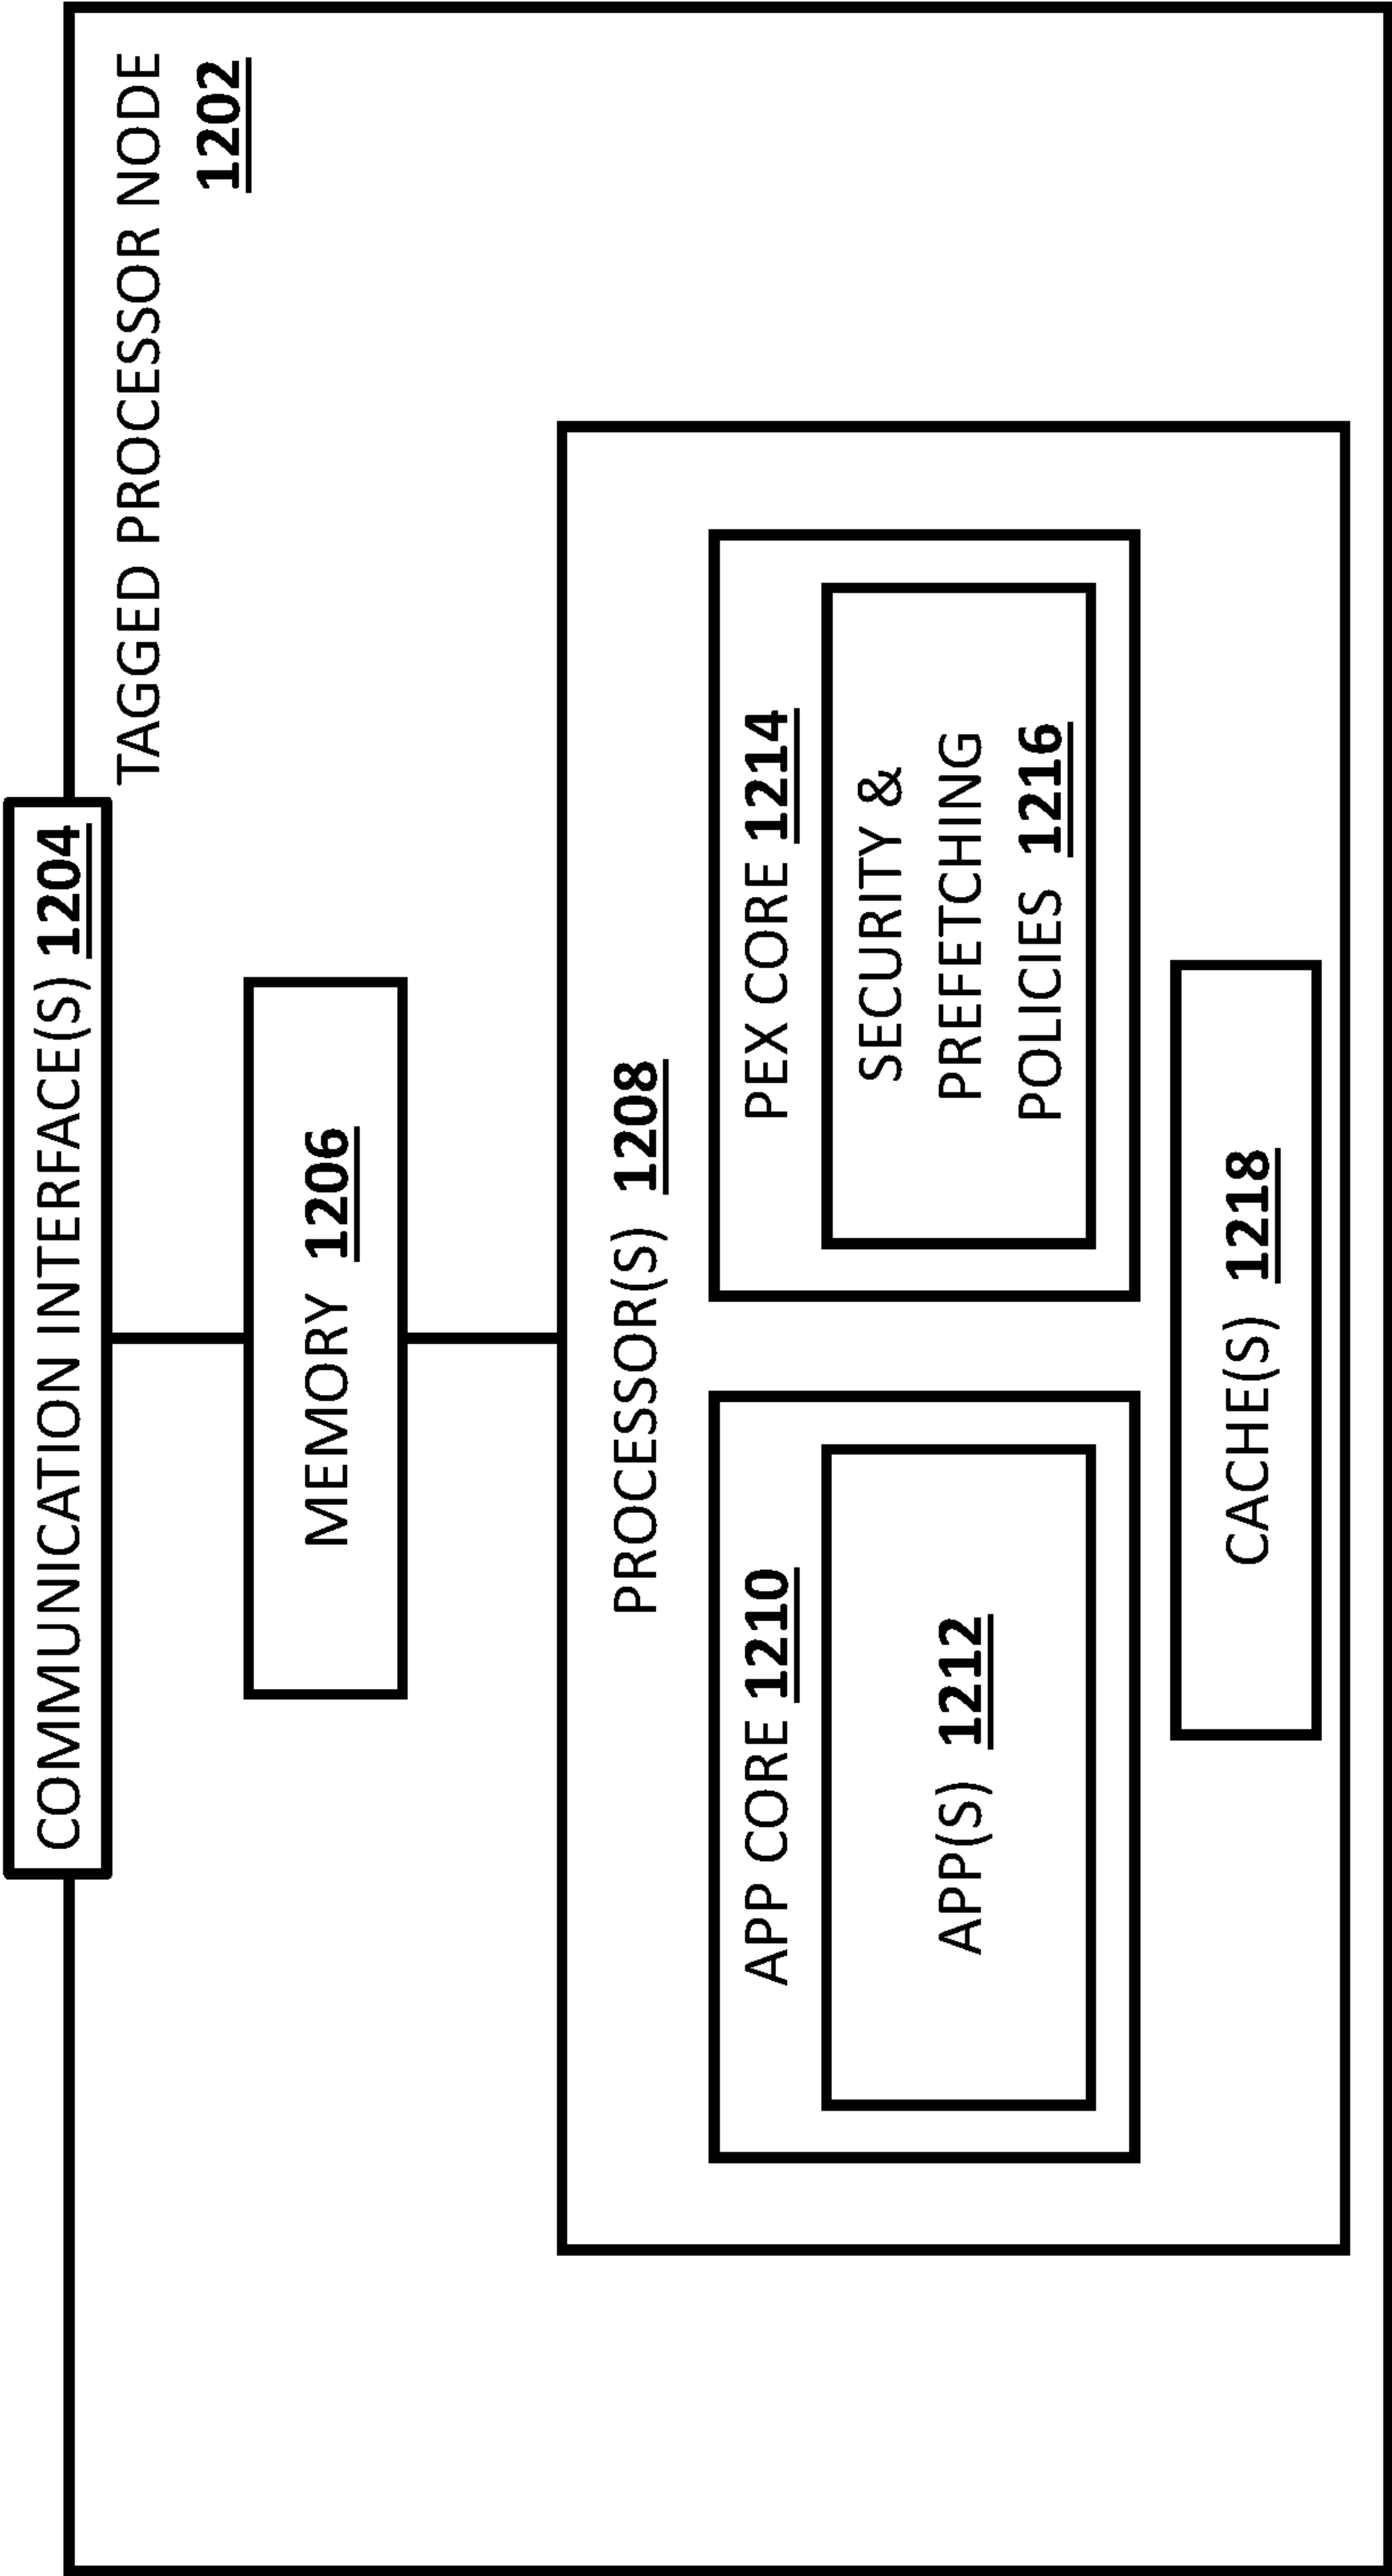 COMMUNICATION INTERFACE(S) 1204
TAGGED PROCESSOR NODE
1202
MEMORY 1206
PROCESSOR(S) 1208
APP CORE 1210
APP(S) 1212
PEX CORE 1214
SECURITY &
PREFETCHING
POLICIES 1216
CACHE(S) 1218